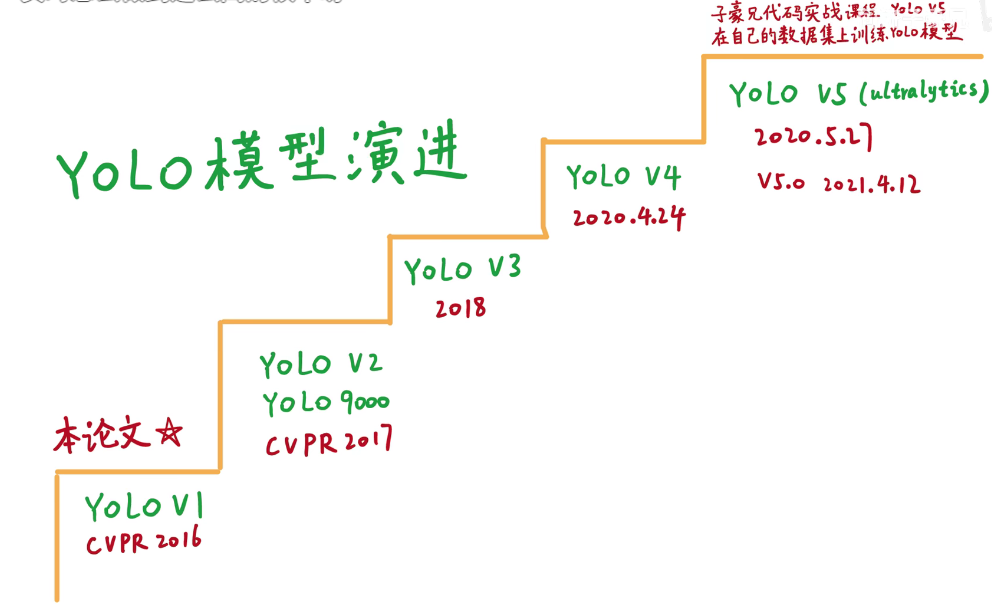 子豪兄代码实战课程 YOLO V5
在自己的数据集上训练YOLO模型
YOLO V5 (ultralytics)
2020.5.27
V5.0 2021.4.12
YOLO模型演进
YOLO V4
2020.4.24
YOLO V3
2018
YOLO V2
YOLO 9000
CVPR 2017
本论文☆
YOLO V1
CVPR 2016